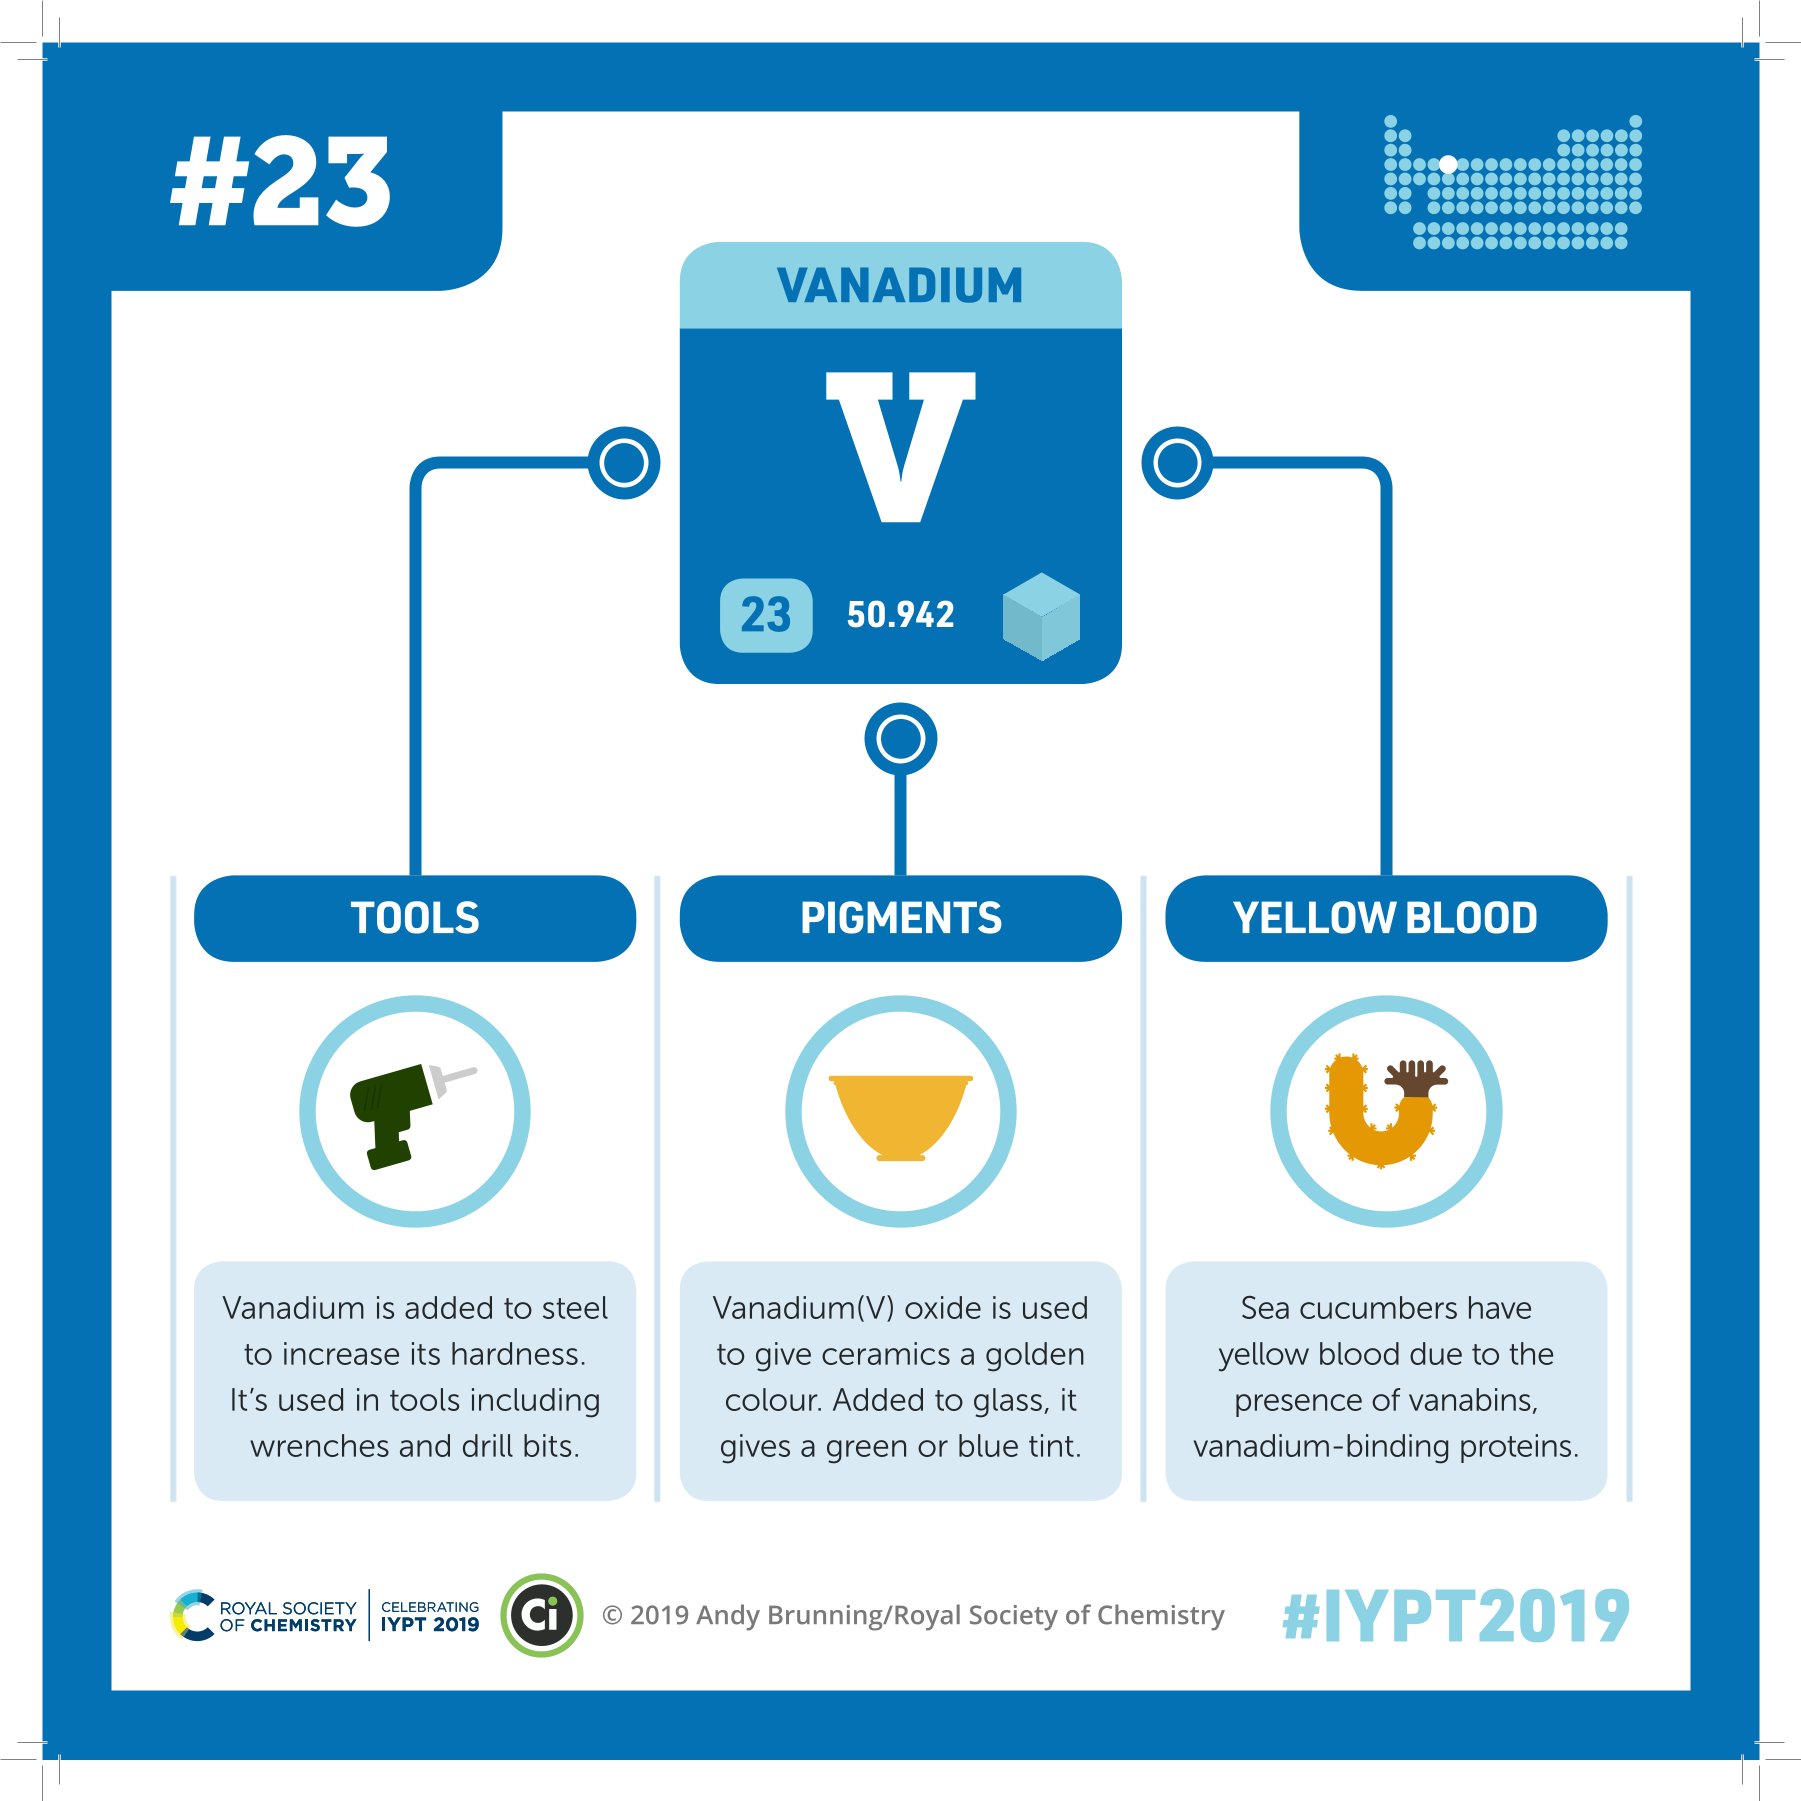 #23
VANADIUM
V
23 50.942
TOOLS
Vanadium is added to steel
to increase its hardness.
It’s used in tools including
wrenches and drill bits.
PIGMENTS
Vanadium(V) oxide is used
to give ceramics a golden
colour. Added to glass, it
gives a green or blue tint.
YELLOW BLOOD
Sea cucumbers have
yellow blood due to the
presence of vanabins,
vanadium-binding proteins.
ROYAL SOCIETY
OF CHEMISTRY
CELEBRATING
IYPT 2019
Ci
© 2019 Andy Brunning/Royal Society of Chemistry
#IYPT2019